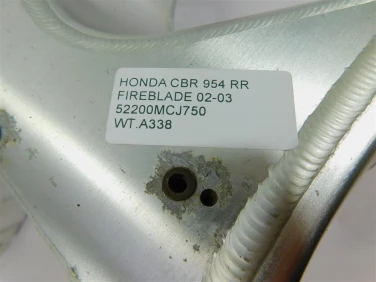 HONDA CBR 954 RR
FIREBLADE 02-03
52200MCJ750
WT.A338